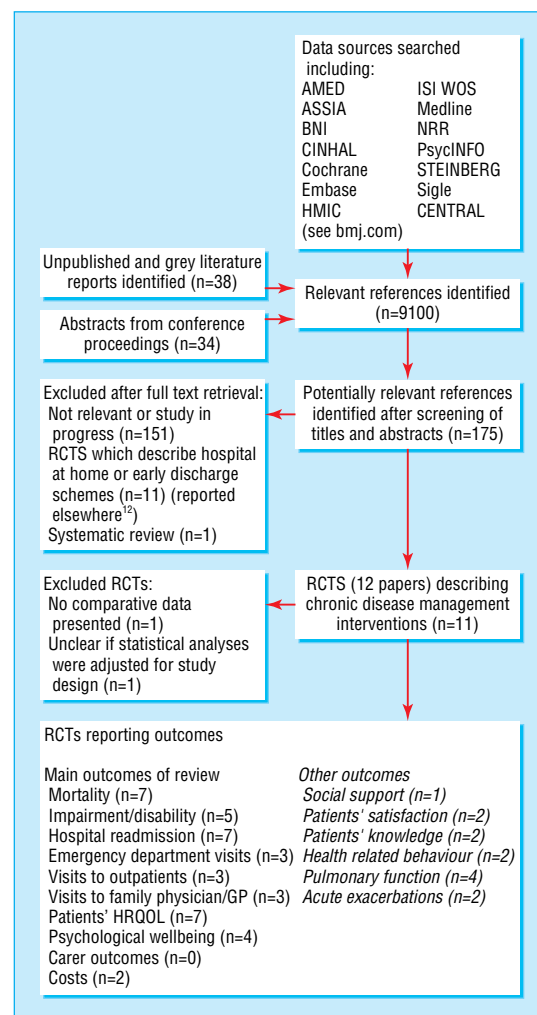 Data sources searched
including:
AMED ISI WOS
ASSIA Medline
BNI NRR
CINHAL PsycINFO
Cochrane STEINBERG
Embase Sigle
HMIC CENTRAL
(see bmj.com)
Unpublished and grey literature
reports identified (n=38)
Relevant references identified
(n=9100)
Abstracts from conference
proceedings (n=34)
Excluded after full text retrieval:
Not relevant or study in
progress (n=151)
RCTS which describe hospital
at home or early discharge
schemes (n=11) (reported
elsewhere12)
Systematic review (n=1)
Potentially relevant references
identified after screening of
titles and abstracts (n=175)
Excluded RCTs:
No comparative data
presented (n=1)
Unclear if statistical analyses
were adjusted for study
design (n=1)
RCTS (12 papers) describing
chronic disease management
interventions (n=11)
RCTs reporting outcomes
Main outcomes of review
Mortality (n=7)
Impairment/disability (n=5)
Hospital readmission (n=7)
Emergency department visits (n=3)
Visits to outpatients (n=3)
Visits to family physician/GP (n=3)
Patients' HRQOL (n=7)
Psychological wellbeing (n=4)
Carer outcomes (n=0)
Costs (n=2)
Other outcomes
Social support (n=1)
Patients' satisfaction (n=2)
Patients' knowledge (n=2)
Health related behaviour (n=2)
Pulmonary function (n=4)
Acute exacerbations (n=2)